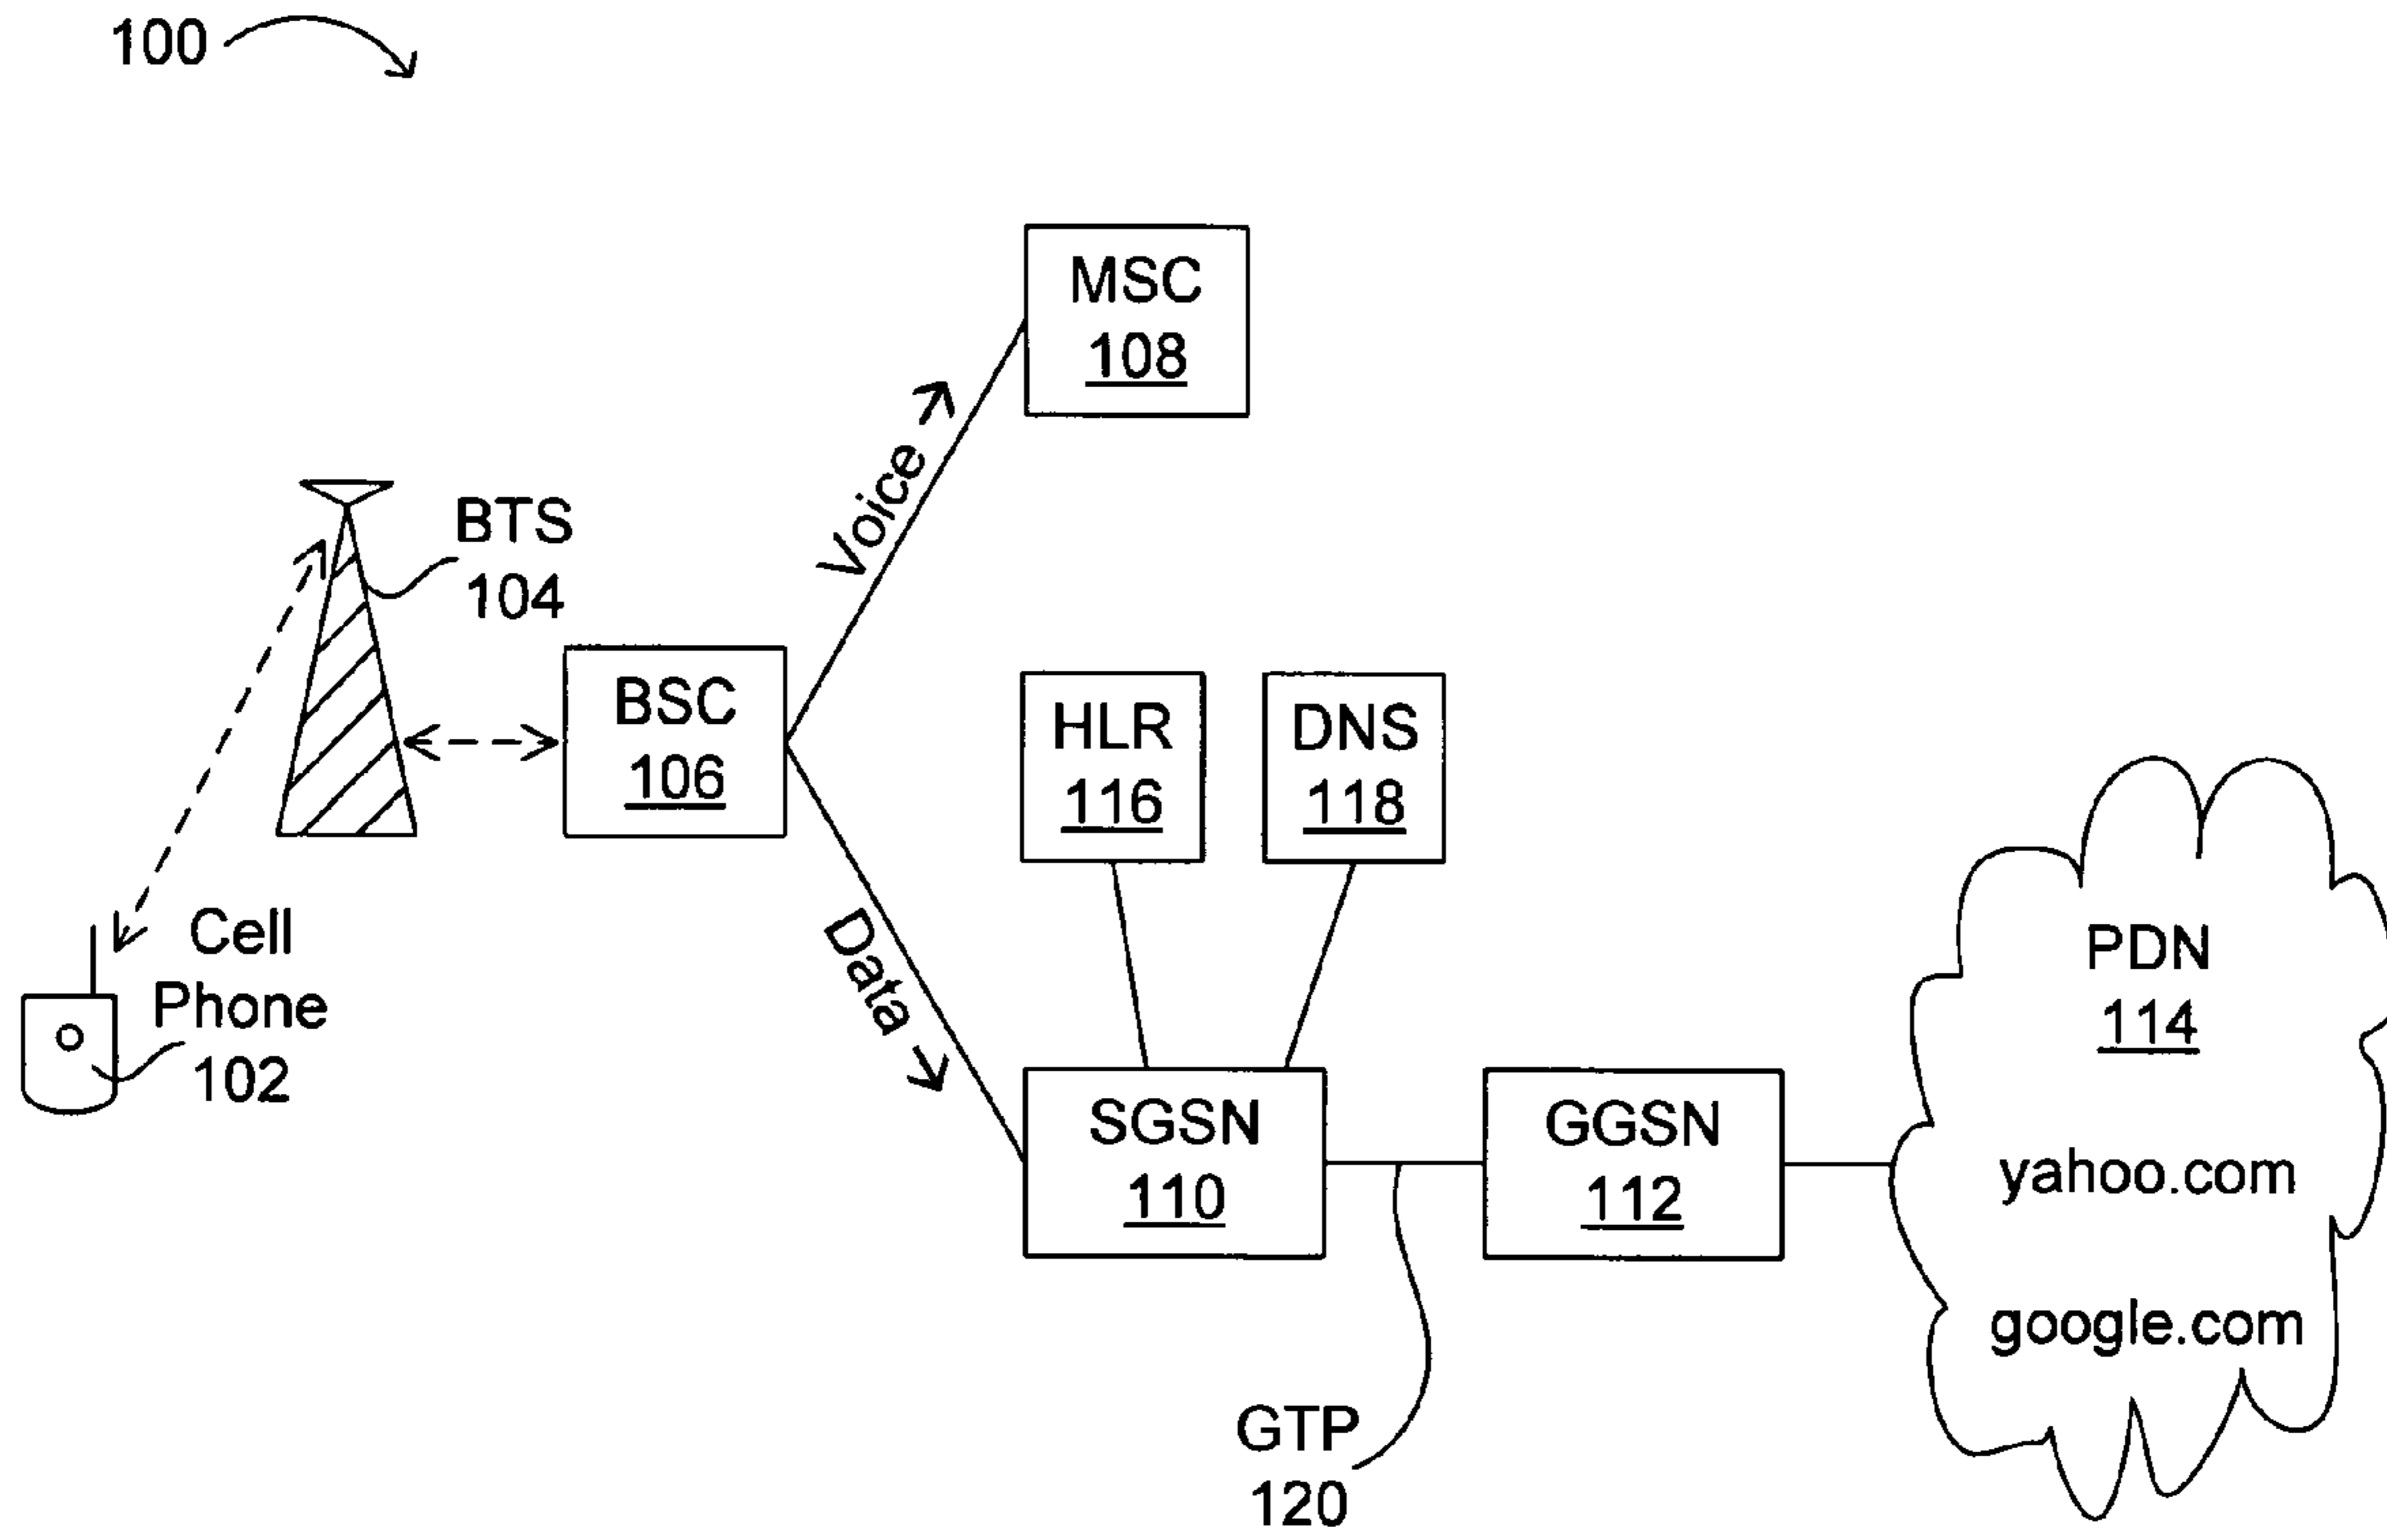 100
MSC
108
Voice
BTS
104
BSC
106
HLR
116
DNS
118
Cell
Phone
102
Data
PDN
114
SGSN
110
GGSN
112
yahoo.com
google.com
GTP
120